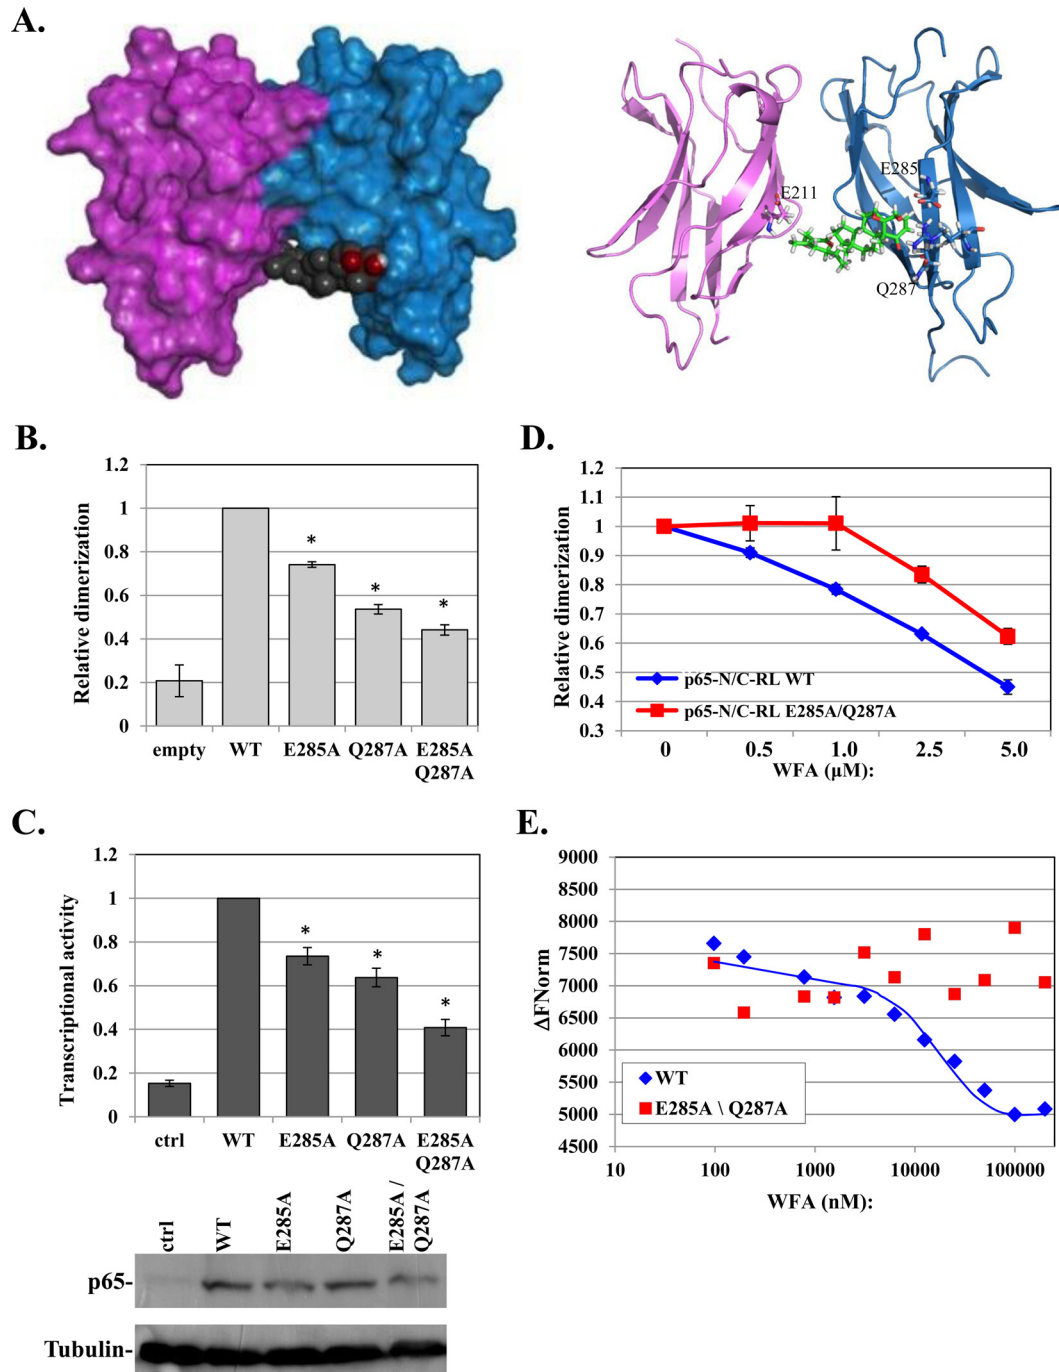 A.
E211
E285
Q287
B.
Relative dimerization
1.2
1
0.8
0.6
0.4
0.2
0
*
*
*
empty
WT
E285A
Q287A
E285A
Q287A
D.
Relative dimerization
1.2
1.1
1
0.9
0.8
0.7
0.6
0.5
0.4
0.3
p65-N/C-RL WT
p65-N/C-RL E285A/Q287A
0
0.5
1.0
2.5
5.0
WFA (µM):
C.
Transcriptional activity
1.2
1
0.8
0.6
0.4
0.2
0
*
*
*
ctrl
WT
E285A
Q287A
E285A
Q287A
ctrl
WT
E285A
Q287A
E285A /
Q287A
p65-
Tubulin-
E.
ΔFNorm
9000
8500
8000
7500
7000
6500
6000
5500
5000
4500
WT
E285A \ Q287A
10
100
1000
10000
100000
WFA (nM):